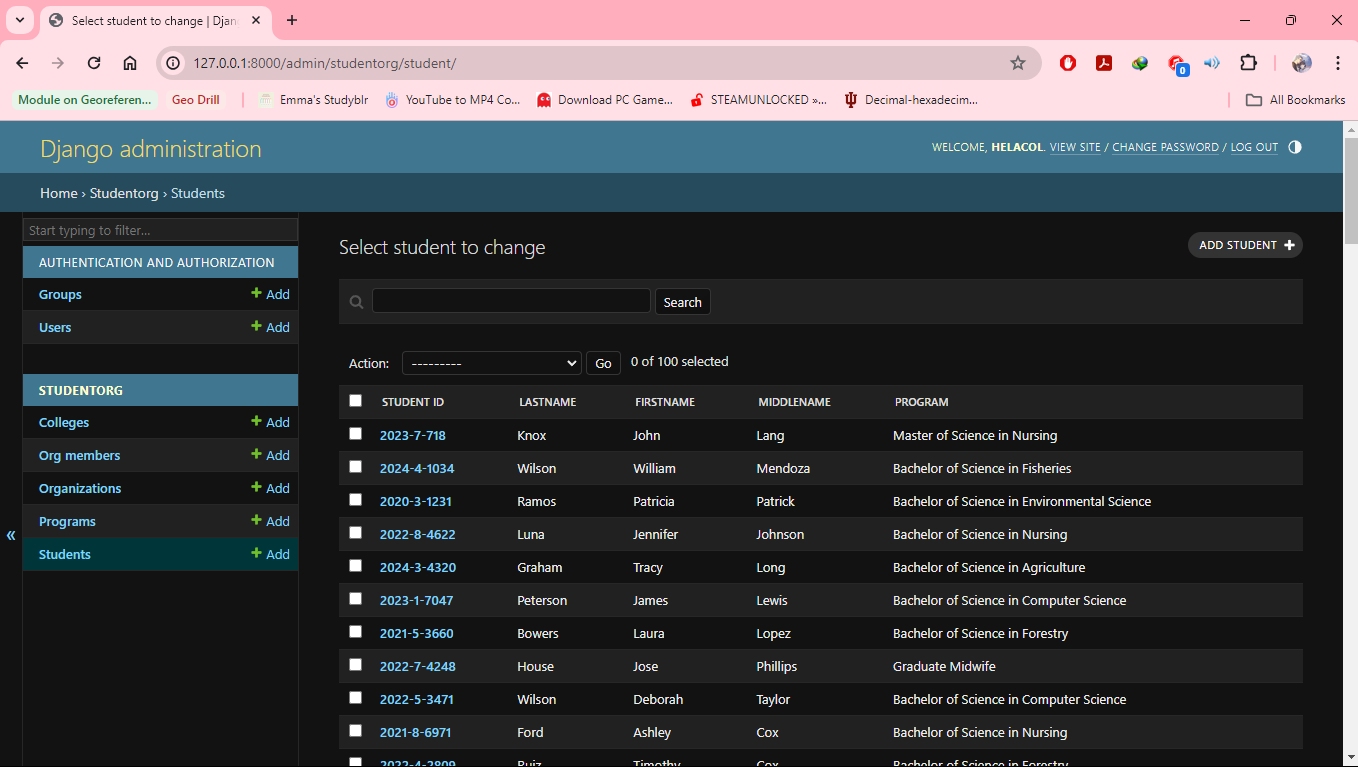 Select student to change | Djan
127.0.0.1:8000/admin/studentorg/student/
0
Module on Georeferen... Geo Drill Emma's Studyblr YouTube to MP4 Co... Download PC Game... STEAMUNLOCKED »... Decimal-hexadecim... All Bookmarks
Django administration
WELCOME, HELACOL. VIEW SITE / CHANGE PASSWORD / LOG OUT
Home › Studentorg › Students
Start typing to filter...
AUTHENTICATION AND AUTHORIZATION
Groups + Add
Users + Add
STUDENTORG
Colleges + Add
Org members + Add
Organizations + Add
Programs + Add
Students + Add
«
Select student to change
ADD STUDENT +
Search
Action: --------- Go 0 of 100 selected
STUDENT ID LASTNAME FIRSTNAME MIDDLENAME PROGRAM
2023-7-718 Knox John Lang Master of Science in Nursing
2024-4-1034 Wilson William Mendoza Bachelor of Science in Fisheries
2020-3-1231 Ramos Patricia Patrick Bachelor of Science in Environmental Science
2022-8-4622 Luna Jennifer Johnson Bachelor of Science in Nursing
2024-3-4320 Graham Tracy Long Bachelor of Science in Agriculture
2023-1-7047 Peterson James Lewis Bachelor of Science in Computer Science
2021-5-3660 Bowers Laura Lopez Bachelor of Science in Forestry
2022-7-4248 House Jose Phillips Graduate Midwife
2022-5-3471 Wilson Deborah Taylor Bachelor of Science in Computer Science
2021-8-6971 Ford Ashley Cox Bachelor of Science in Nursing
2022-4-2809 Ruiz Timothy Cox Bachelor of Science in Forestry